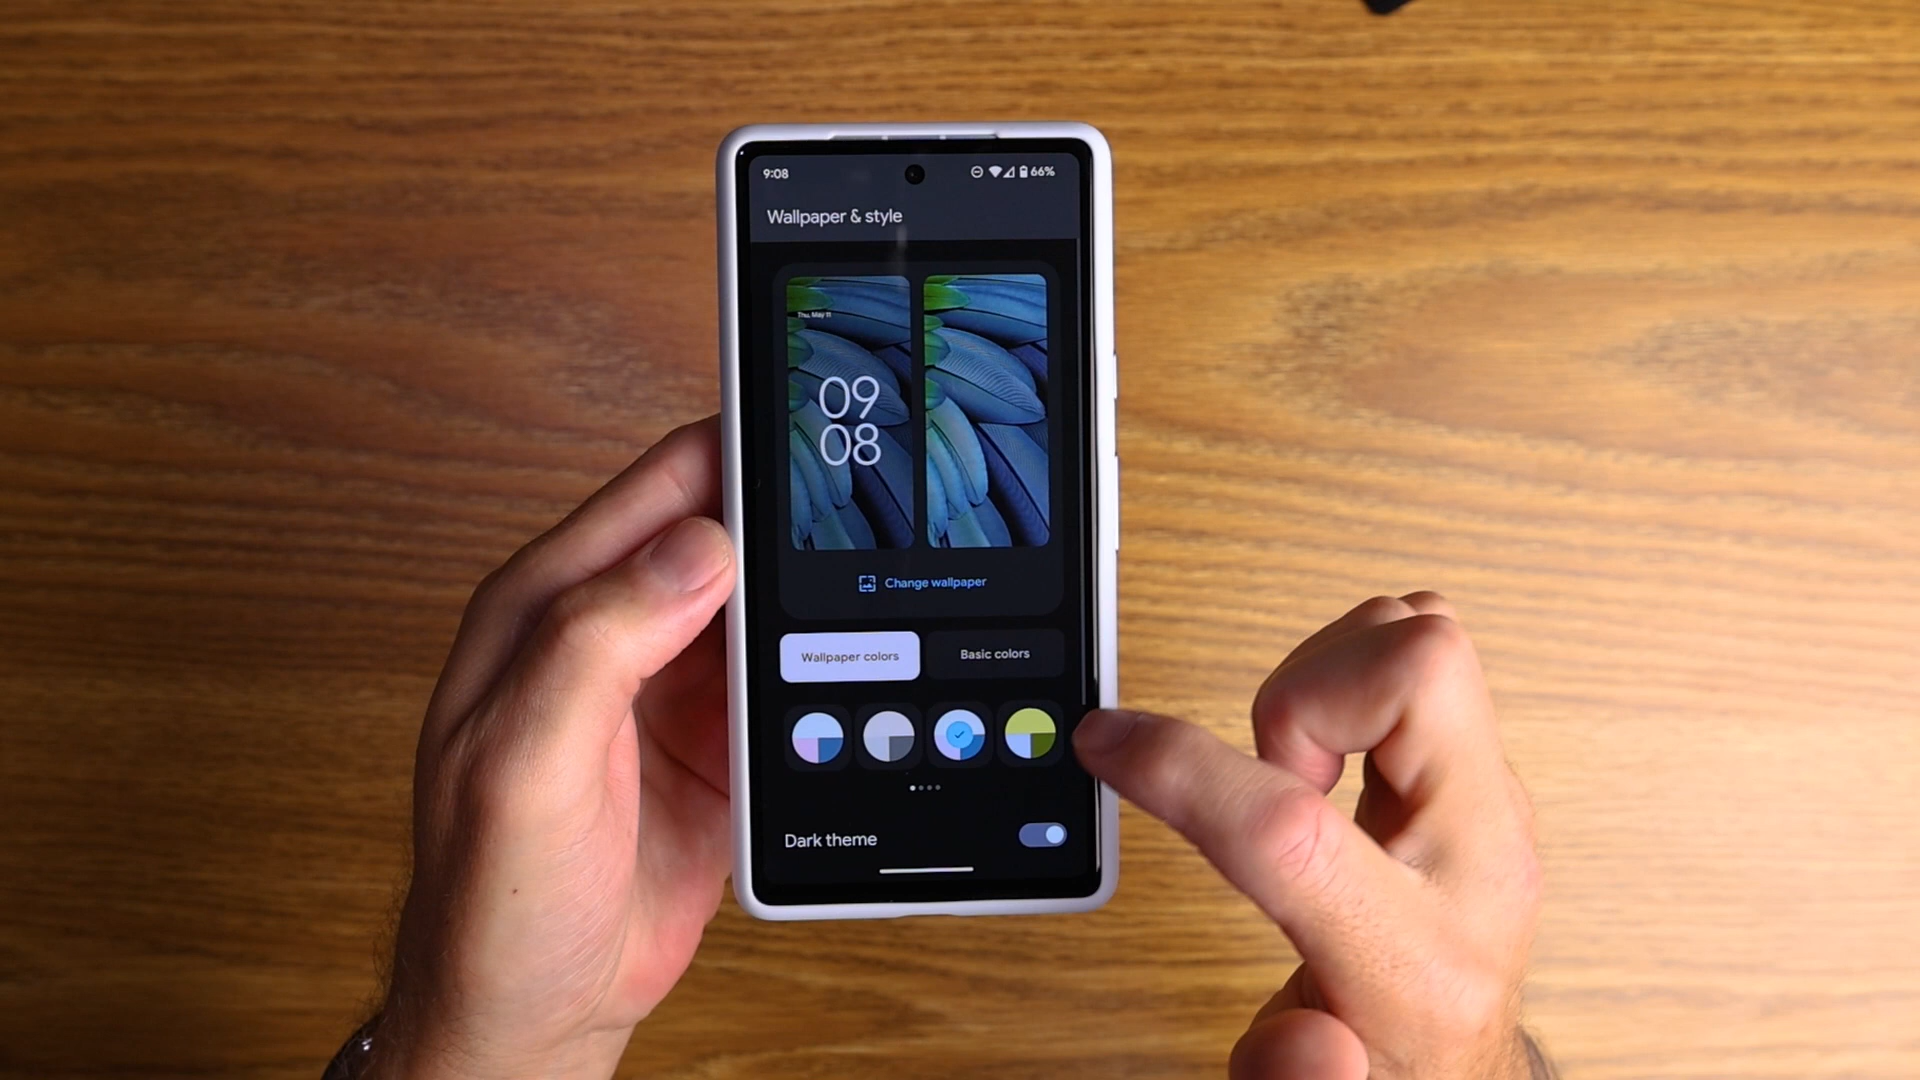 9:08
66%
Wallpaper & style
Thu, May 11
09
08
Change wallpaper
Wallpaper colors
Basic colors
Dark theme